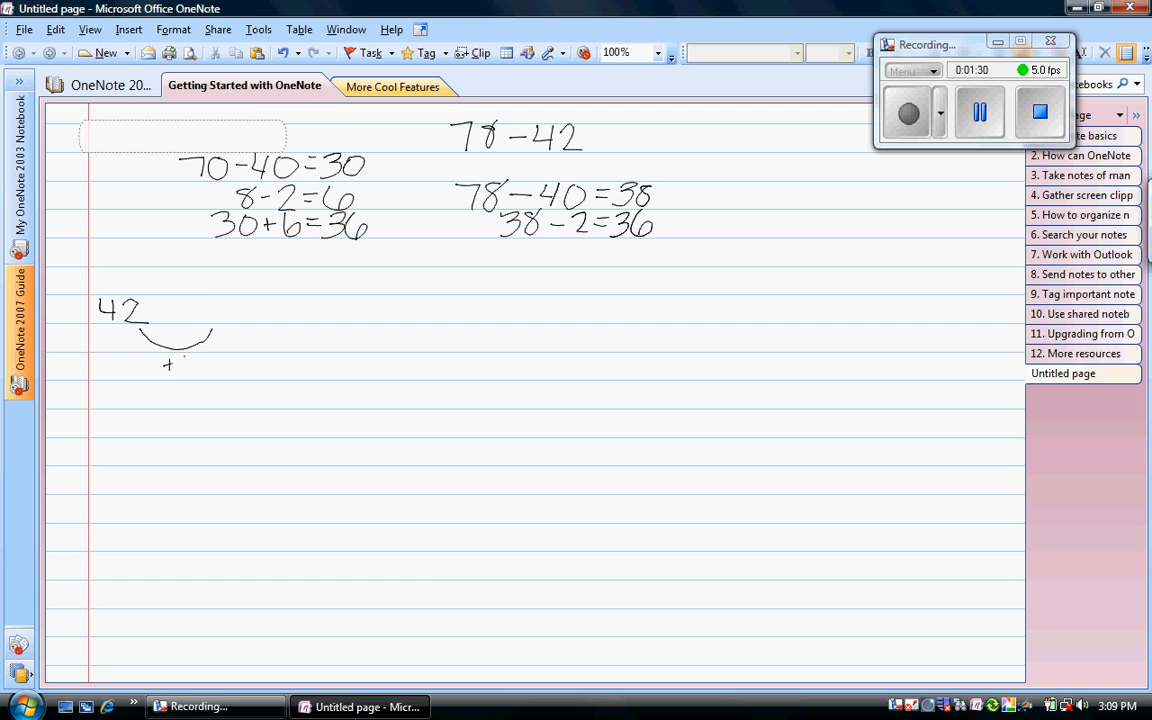 Untitled page - Microsoft Office OneNote
File Edit View Insert Format Share Tools Table Window Help
New Task Tag Clip 100%
Recording...
Menu 0:01:30 5.0 fps
OneNote 20... Getting Started with OneNote More Cool Features
My OneNote 2003 Notebook
OneNote 2007 Guide
78-42
70-40=30
8-2=6
30+6=36
78-40=38
38-2=36
42
+
2. How can OneNote
3. Take notes of man
4. Gather screen clipp
5. How to organize n
6. Search your notes
7. Work with Outlook
8. Send notes to other
9. Tag important note
10. Use shared noteb
11. Upgrading from O
12. More resources
Untitled page
Recording... Untitled page - Micr... 3:09 PM